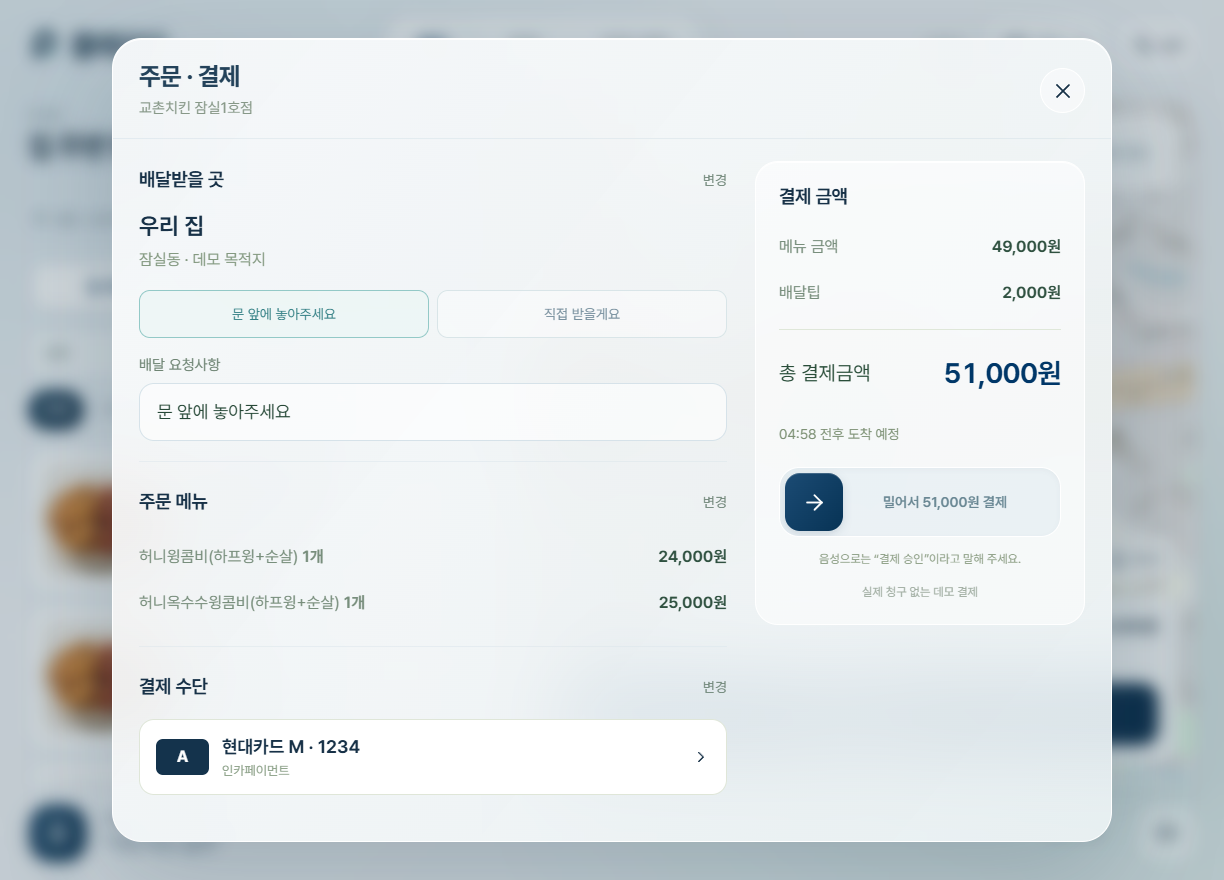 주문 · 결제
교촌치킨 잠실1호점
배달받을 곳
변경
우리 집
잠실동 · 데모 목적지
문 앞에 놓아주세요
직접 받을게요
배달 요청사항
문 앞에 놓아주세요
주문 메뉴
변경
허니윙콤비(하프윙+순살) 1개
24,000원
허니옥수수윙콤비(하프윙+순살) 1개
25,000원
결제 수단
변경
A
현대카드 M · 1234
인카페이먼트
결제 금액
메뉴 금액
49,000원
배달팁
2,000원
총 결제금액
51,000원
04:58 전후 도착 예정
밀어서 51,000원 결제
음성으로는 “결제 승인”이라고 말해 주세요.
실제 청구 없는 데모 결제